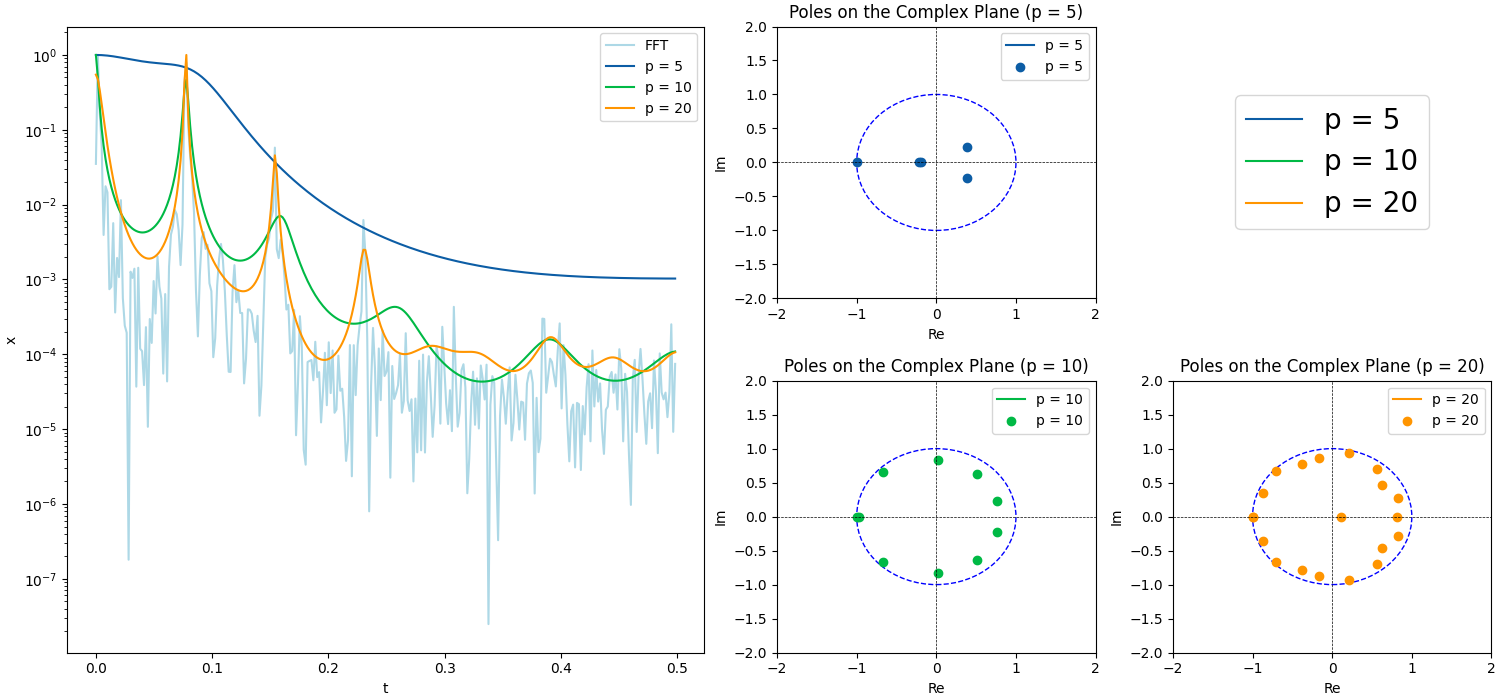 10^0
10^-1
10^-2
10^-3
10^-4
10^-5
10^-6
10^-7
x
0.0 0.1 0.2 0.3 0.4 0.5
t
FFT
p = 5
p = 10
p = 20
Poles on the Complex Plane (p = 5)
2.0
1.5
1.0
0.5
0.0
−0.5
−1.0
−1.5
−2.0
Im
−2 −1 0 1 2
Re
p = 5
p = 5
p = 5
p = 10
p = 20
Poles on the Complex Plane (p = 10)
2.0
1.5
1.0
0.5
0.0
−0.5
−1.0
−1.5
−2.0
Im
−2 −1 0 1 2
Re
p = 10
p = 10
Poles on the Complex Plane (p = 20)
2.0
1.5
1.0
0.5
0.0
−0.5
−1.0
−1.5
−2.0
Im
−2 −1 0 1 2
Re
p = 20
p = 20